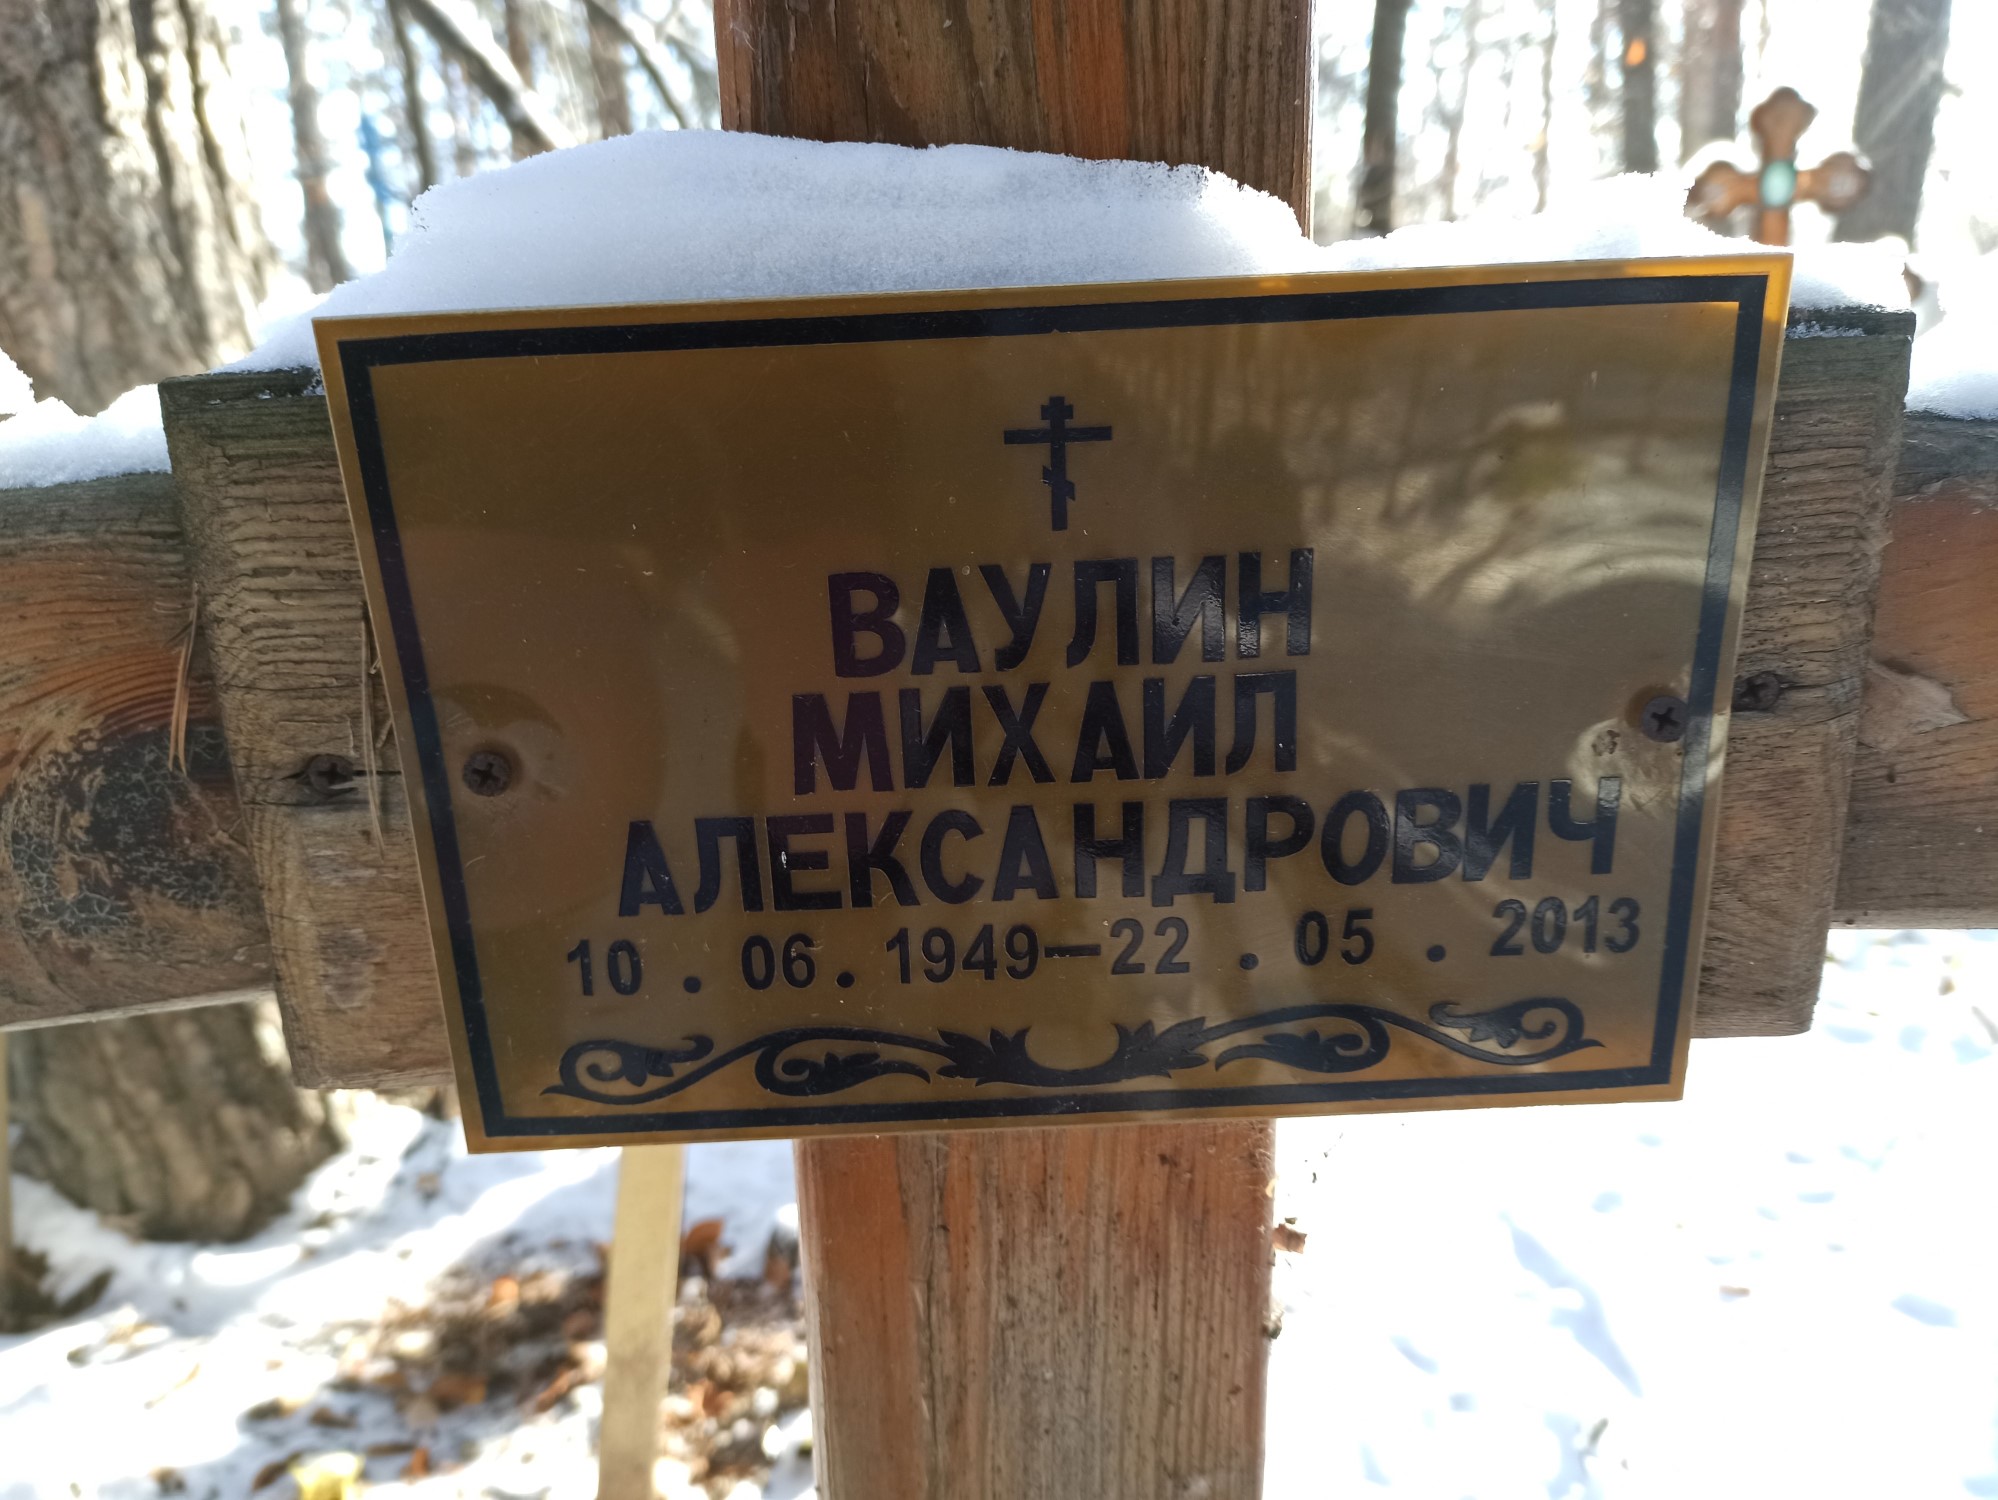 ВАУЛИН
МИХАИЛ
АЛЕКСАНДРОВИЧ
10.06.1949—22.05.2013